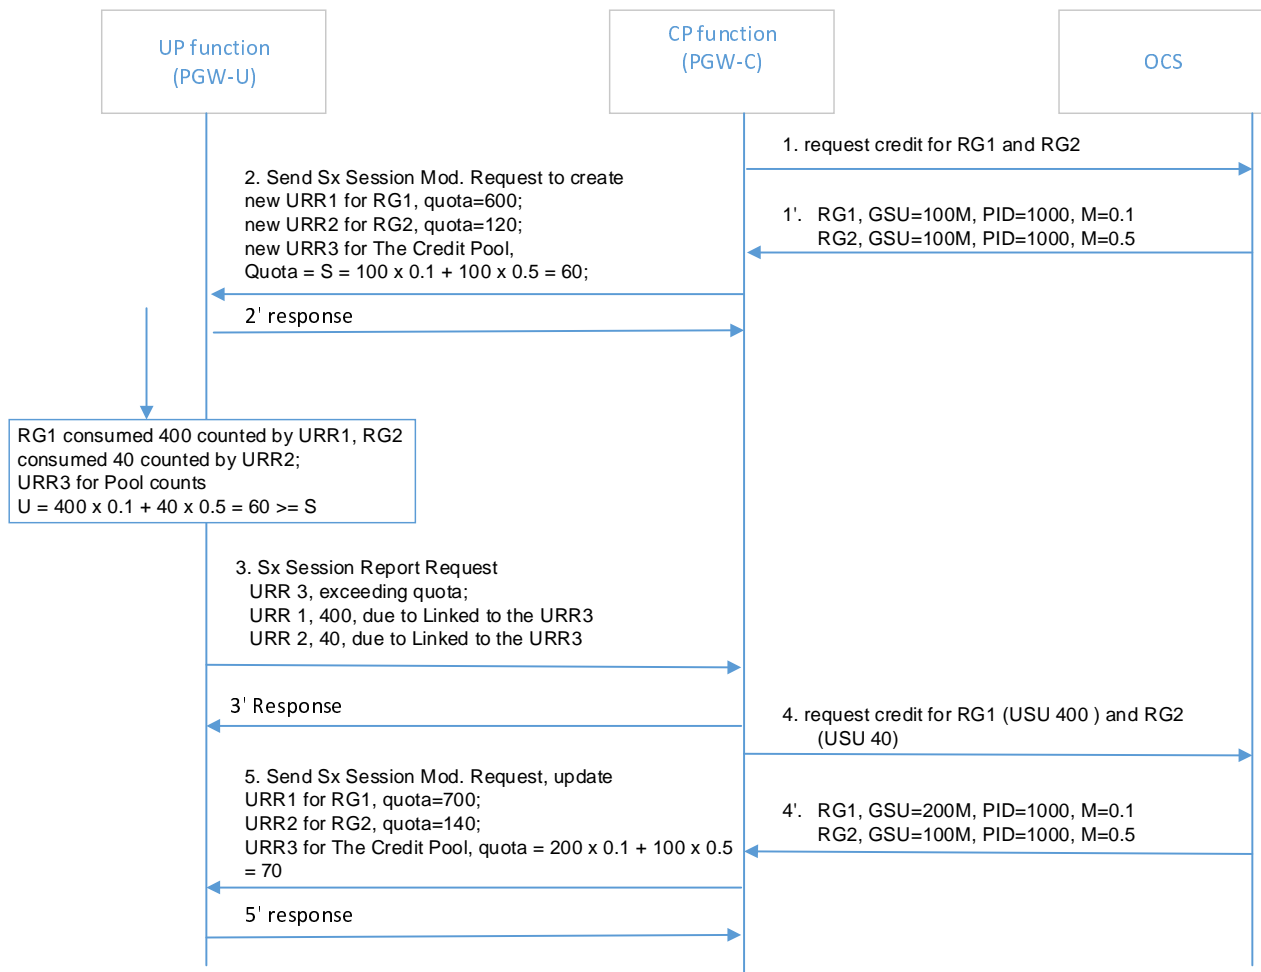 UP function
(PGW-U)
CP function
(PGW-C)
OCS
1. request credit for RG1 and RG2
2. Send Sx Session Mod. Request to create
new URR1 for RG1, quota=600;
new URR2 for RG2, quota=120;
new URR3 for The Credit Pool,
Quota = S = 100 x 0.1 + 100 x 0.5 = 60;
1'. RG1, GSU=100M, PID=1000, M=0.1
RG2, GSU=100M, PID=1000, M=0.5
2' response
RG1 consumed 400 counted by URR1, RG2
consumed 40 counted by URR2;
URR3 for Pool counts
U = 400 x 0.1 + 40 x 0.5 = 60 >= S
3. Sx Session Report Request
URR 3, exceeding quota;
URR 1, 400, due to Linked to the URR3
URR 2, 40, due to Linked to the URR3
3' Response
4. request credit for RG1 (USU 400 ) and RG2
(USU 40)
5. Send Sx Session Mod. Request, update
URR1 for RG1, quota=700;
URR2 for RG2, quota=140;
URR3 for The Credit Pool, quota = 200 x 0.1 + 100 x 0.5
= 70
4'. RG1, GSU=200M, PID=1000, M=0.1
RG2, GSU=100M, PID=1000, M=0.5
5' response